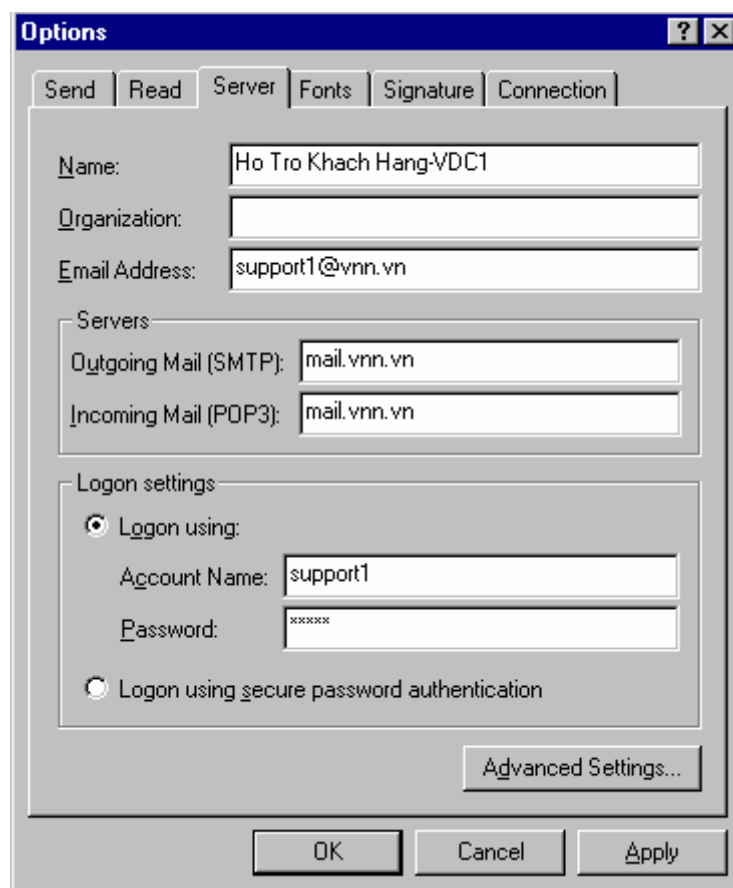 Options
Send Read Server Fonts Signature Connection
Name: Ho Tro Khach Hang-VDC1
Organization:
Email Address: support1@vnn.vn
Servers
Outgoing Mail (SMTP): mail.vnn.vn
Incoming Mail (POP3): mail.vnn.vn
Logon settings
Logon using:
Account Name: support1
Password: *****
Logon using secure password authentication
Advanced Settings...
OK Cancel Apply